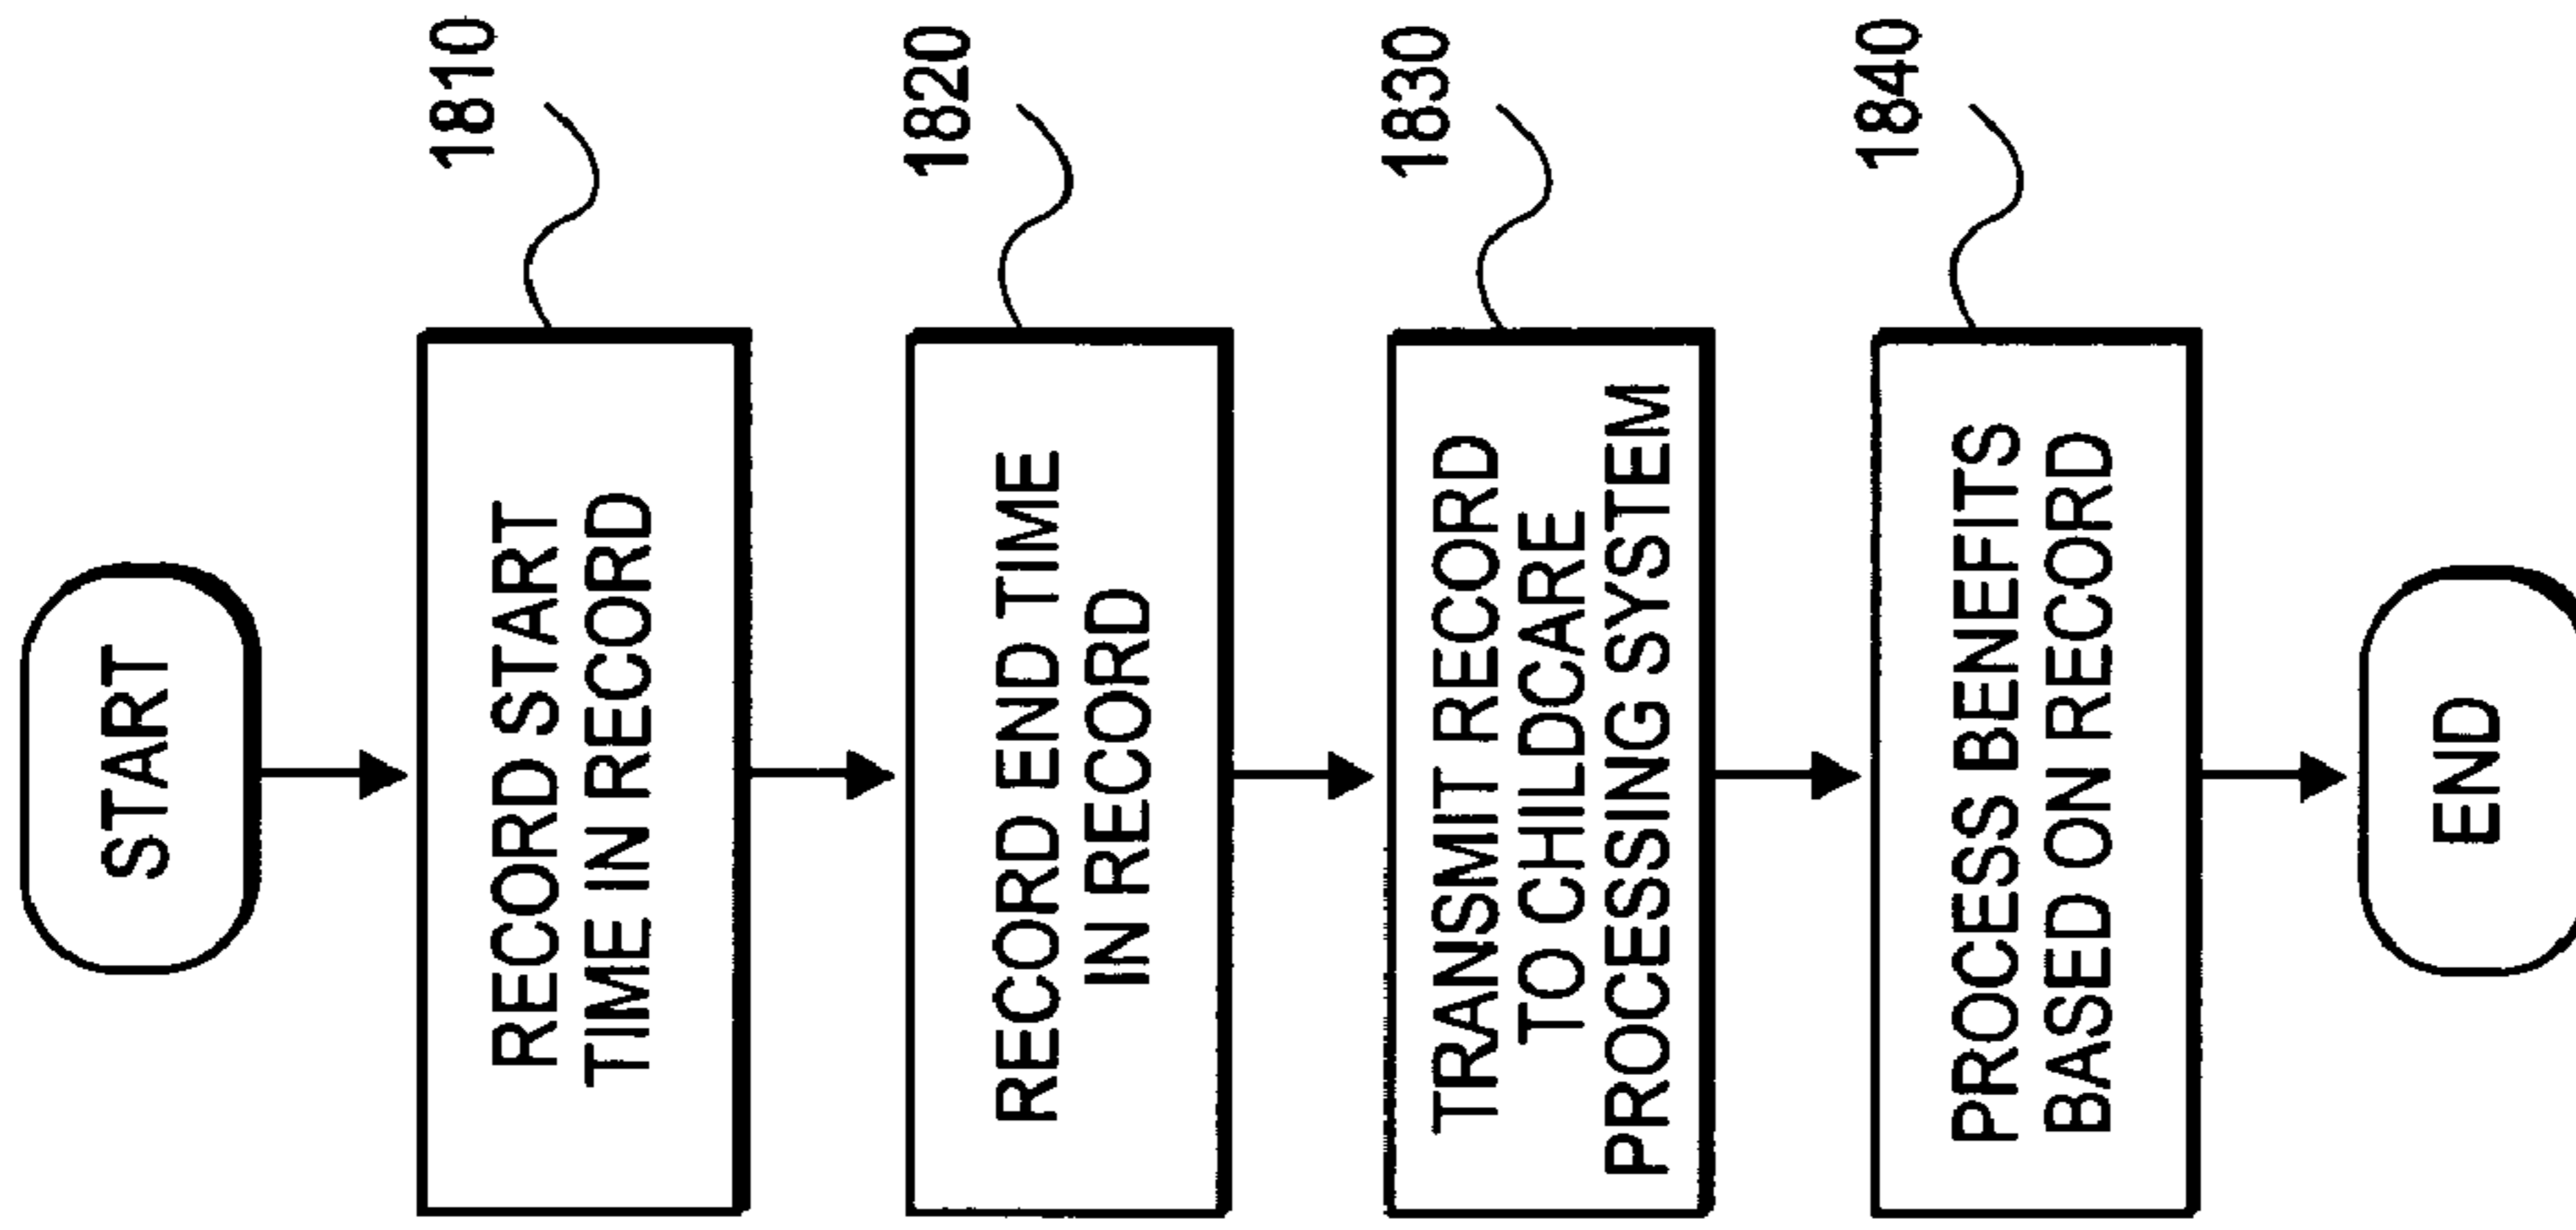 START
1810
RECORD START
TIME IN RECORD
1820
RECORD END TIME
IN RECORD
1830
TRANSMIT RECORD
TO CHILDCARE
PROCESSING SYSTEM
1840
PROCESS BENEFITS
BASED ON RECORD
END